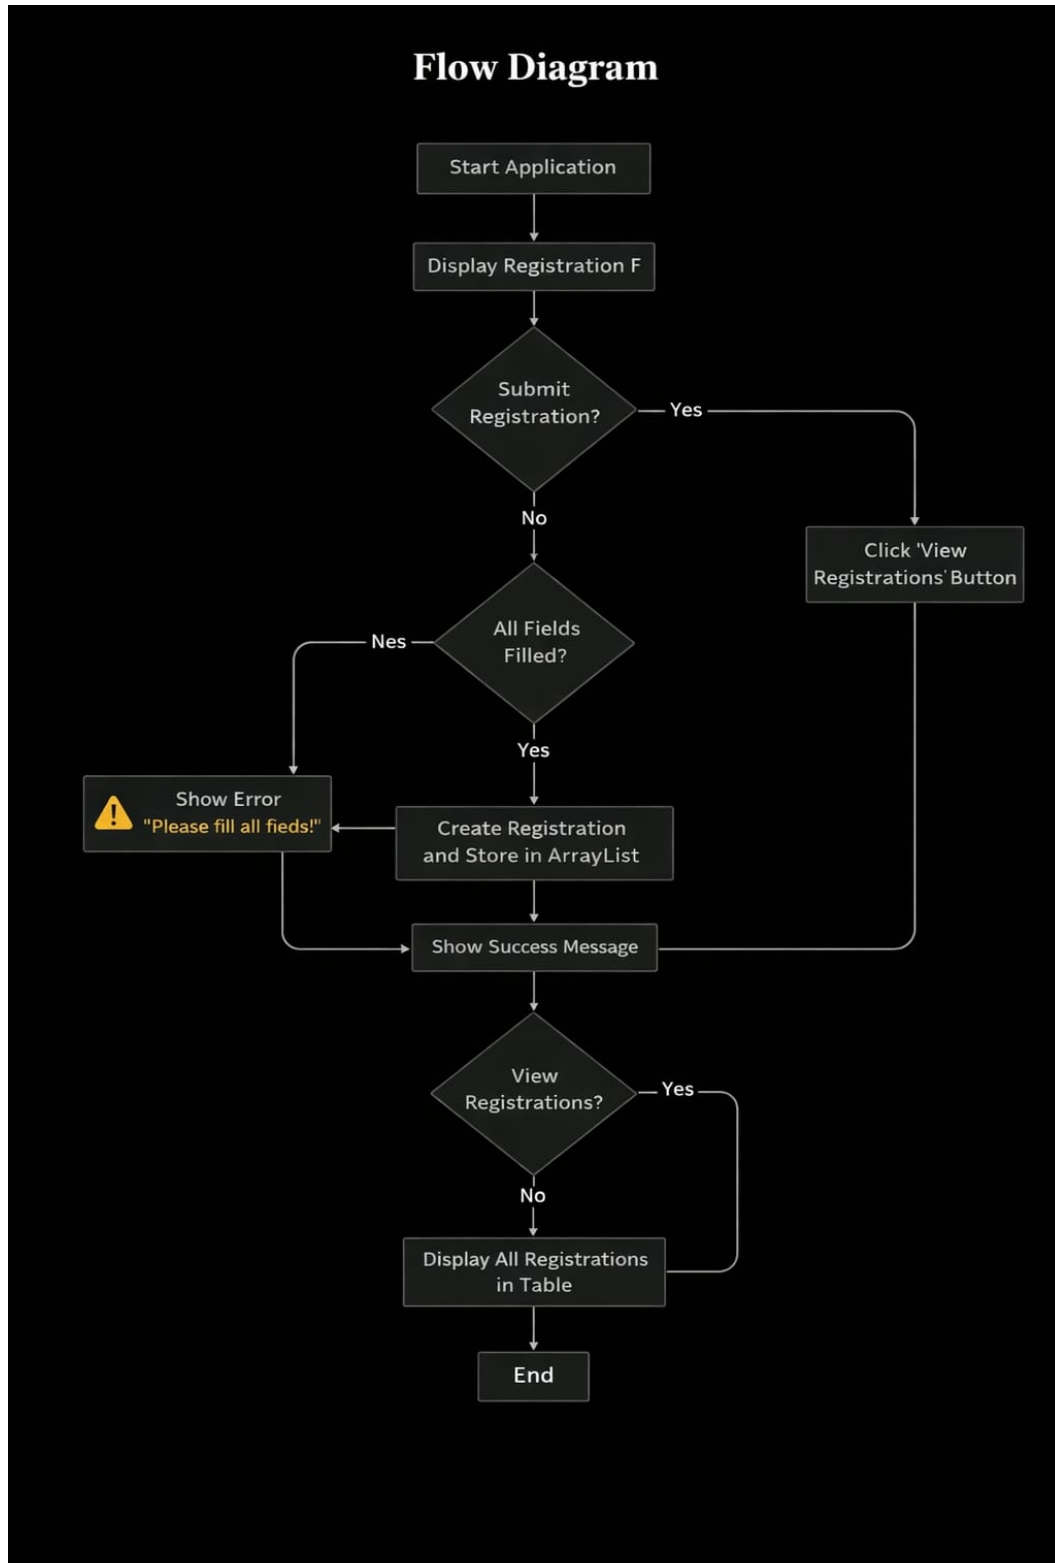 Flow Diagram
Start Application
Display Registration F
Submit
Registration?
Yes
No
Click 'View
Registrations' Button
All Fields
Filled?
Nes
Yes
Show Error
"Please fill all fieds!"
Create Registration
and Store in ArrayList
Show Success Message
View
Registrations?
Yes
No
Display All Registrations
in Table
End